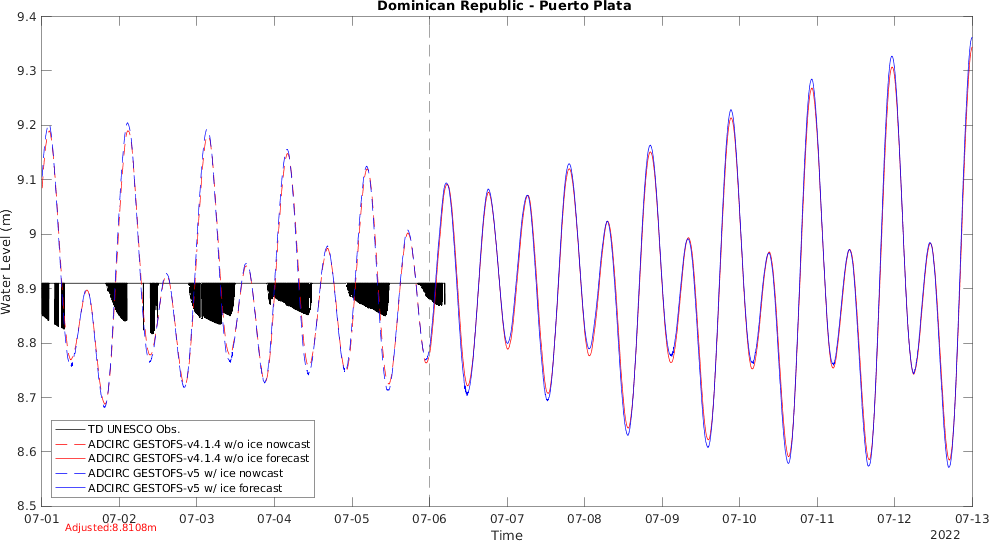 Dominican Republic - Puerto Plata
9.4
9.3
9.2
9.1
9
8.9
8.8
8.7
8.6
8.5
Water Level (m)
TD UNESCO Obs.
ADCIRC GESTOFS-v4.1.4 w/o ice nowcast
ADCIRC GESTOFS-v4.1.4 w/o ice forecast
ADCIRC GESTOFS-v5 w/ ice nowcast
ADCIRC GESTOFS-v5 w/ ice forecast
07-01 07-02 07-03 07-04 07-05 07-06 07-07 07-08 07-09 07-10 07-11 07-12 07-13
Adjusted:8.8108m
Time
2022